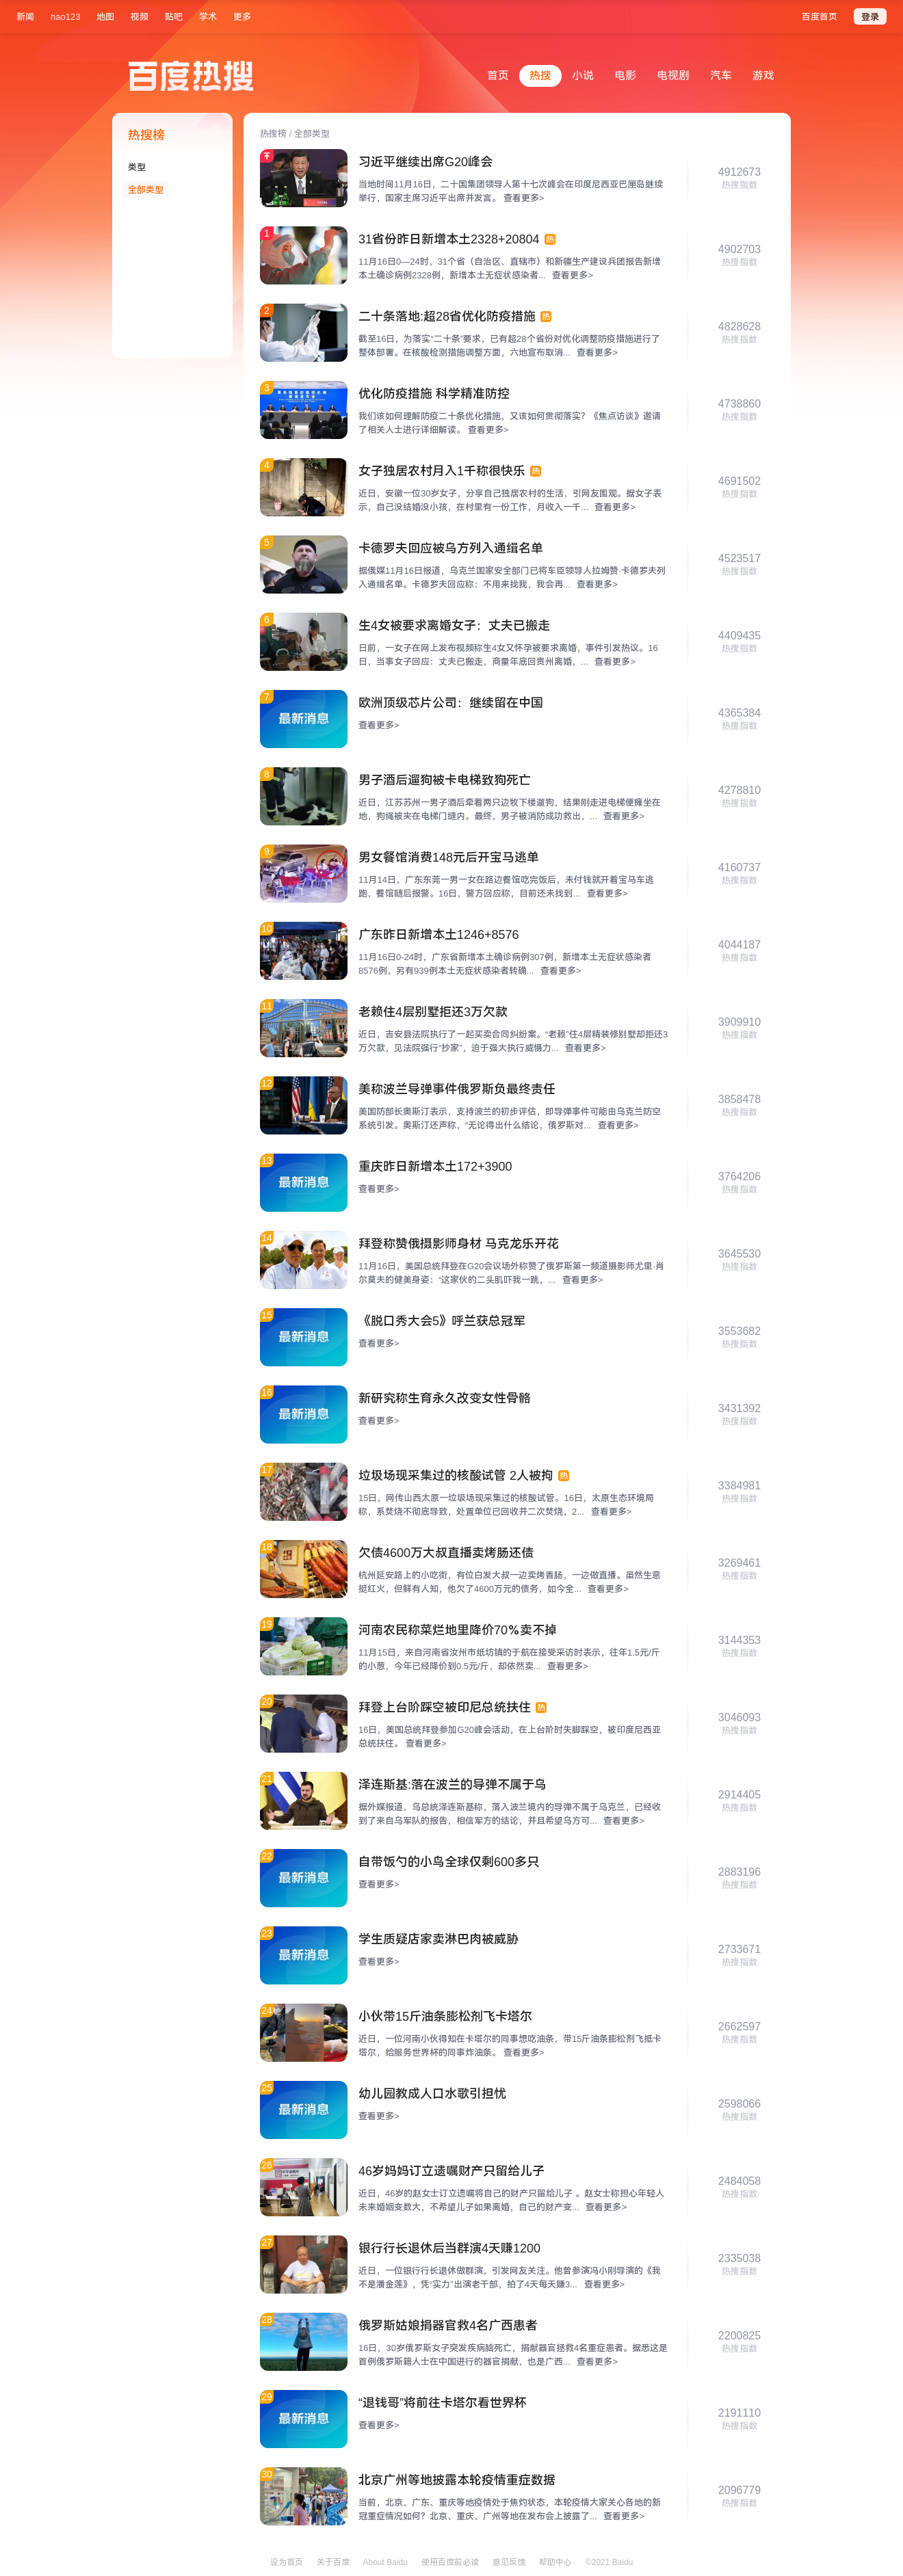 新闻 hao123 地图 视频 贴吧 学术 更多 百度首页 登录
百度热搜
首页 热搜 小说 电影 电视剧 汽车 游戏
热搜榜
类型
全部类型
热搜榜 / 全部类型
习近平继续出席G20峰会
当地时间11月16日，二十国集团领导人第十七次峰会在印度尼西亚巴厘岛继续
举行，国家主席习近平出席并发言。 查看更多>
4912673
热搜指数
1
31省份昨日新增本土2328+20804 热
11月16日0—24时，31个省（自治区、直辖市）和新疆生产建设兵团报告新增
本土确诊病例2328例，新增本土无症状感染者... 查看更多>
4902703
热搜指数
2
二十条落地:超28省优化防疫措施 热
截至16日，为落实“二十条”要求，已有超28个省份对优化调整防疫措施进行了
整体部署。在核酸检测措施调整方面，六地宣布取消... 查看更多>
4828628
热搜指数
3
优化防疫措施 科学精准防控
我们该如何理解防疫二十条优化措施，又该如何贯彻落实？《焦点访谈》邀请
了相关人士进行详细解读。 查看更多>
4738860
热搜指数
4
女子独居农村月入1千称很快乐 热
近日，安徽一位30岁女子，分享自己独居农村的生活，引网友围观。据女子表
示，自己没结婚没小孩，在村里有一份工作，月收入一千... 查看更多>
4691502
热搜指数
5
卡德罗夫回应被乌方列入通缉名单
据俄媒11月16日报道，乌克兰国家安全部门已将车臣领导人拉姆赞·卡德罗夫列
入通缉名单。卡德罗夫回应称：不用来找我，我会再... 查看更多>
4523517
热搜指数
6
生4女被要求离婚女子：丈夫已搬走
日前，一女子在网上发布视频称生4女又怀孕被要求离婚，事件引发热议。16
日，当事女子回应：丈夫已搬走，商量年底回贵州离婚，... 查看更多>
4409435
热搜指数
7
最新消息
欧洲顶级芯片公司：继续留在中国
查看更多>
4365384
热搜指数
8
男子酒后遛狗被卡电梯致狗死亡
近日，江苏苏州一男子酒后牵着两只边牧下楼遛狗，结果刚走进电梯便瘫坐在
地，狗绳被夹在电梯门缝内。最终，男子被消防成功救出，... 查看更多>
4278810
热搜指数
9
男女餐馆消费148元后开宝马逃单
11月14日，广东东莞一男一女在路边餐馆吃完饭后，未付钱就开着宝马车逃
跑，餐馆随后报警。16日，警方回应称，目前还未找到... 查看更多>
4160737
热搜指数
10
广东昨日新增本土1246+8576
11月16日0-24时，广东省新增本土确诊病例307例，新增本土无症状感染者
8576例，另有939例本土无症状感染者转确... 查看更多>
4044187
热搜指数
11
老赖住4层别墅拒还3万欠款
近日，吉安县法院执行了一起买卖合同纠纷案。“老赖”住4层精装修别墅却拒还3
万欠款，见法院强行“抄家”，迫于强大执行威慑力... 查看更多>
3909910
热搜指数
12
美称波兰导弹事件俄罗斯负最终责任
美国防部长奥斯汀表示，支持波兰的初步评估，即导弹事件可能由乌克兰防空
系统引发。奥斯汀还声称，“无论得出什么结论，俄罗斯对... 查看更多>
3858478
热搜指数
13
最新消息
重庆昨日新增本土172+3900
查看更多>
3764206
热搜指数
14
拜登称赞俄摄影师身材 马克龙乐开花
11月16日，美国总统拜登在G20会议场外称赞了俄罗斯第一频道摄影师尤里·肖
尔莫夫的健美身姿：“这家伙的二头肌吓我一跳，... 查看更多>
3645530
热搜指数
15
最新消息
《脱口秀大会5》呼兰获总冠军
查看更多>
3553682
热搜指数
16
最新消息
新研究称生育永久改变女性骨骼
查看更多>
3431392
热搜指数
17
垃圾场现采集过的核酸试管 2人被拘 热
15日，网传山西太原一垃圾场现采集过的核酸试管。16日，太原生态环境局
称，系焚烧不彻底导致，处置单位已回收并二次焚烧，2... 查看更多>
3384981
热搜指数
18
欠债4600万大叔直播卖烤肠还债
杭州延安路上的小吃街，有位白发大叔一边卖烤香肠，一边做直播。虽然生意
挺红火，但鲜有人知，他欠了4600万元的债务，如今全... 查看更多>
3269461
热搜指数
19
河南农民称菜烂地里降价70%卖不掉
11月15日，来自河南省汝州市纸坊镇的于航在接受采访时表示，往年1.5元/斤
的小葱，今年已经降价到0.5元/斤，却依然卖... 查看更多>
3144353
热搜指数
20
拜登上台阶踩空被印尼总统扶住 热
16日，美国总统拜登参加G20峰会活动，在上台阶时失脚踩空，被印度尼西亚
总统扶住。 查看更多>
3046093
热搜指数
21
泽连斯基:落在波兰的导弹不属于乌
据外媒报道，乌总统泽连斯基称，落入波兰境内的导弹不属于乌克兰，已经收
到了来自乌军队的报告，相信军方的结论，并且希望乌方可... 查看更多>
2914405
热搜指数
22
最新消息
自带饭勺的小鸟全球仅剩600多只
查看更多>
2883196
热搜指数
23
最新消息
学生质疑店家卖淋巴肉被威胁
查看更多>
2733671
热搜指数
24
小伙带15斤油条膨松剂飞卡塔尔
近日，一位河南小伙得知在卡塔尔的同事想吃油条，带15斤油条膨松剂飞抵卡
塔尔，给服务世界杯的同事炸油条。 查看更多>
2662597
热搜指数
25
最新消息
幼儿园教成人口水歌引担忧
查看更多>
2598066
热搜指数
26
46岁妈妈订立遗嘱财产只留给儿子
近日，46岁的赵女士订立遗嘱将自己的财产只留给儿子 。赵女士称担心年轻人
未来婚姻变数大，不希望儿子如果离婚，自己的财产变... 查看更多>
2484058
热搜指数
27
银行行长退休后当群演4天赚1200
近日，一位银行行长退休做群演，引发网友关注。他曾参演冯小刚导演的《我
不是潘金莲》，凭“实力”出演老干部，拍了4天每天赚3... 查看更多>
2335038
热搜指数
28
俄罗斯姑娘捐器官救4名广西患者
16日，30岁俄罗斯女子突发疾病脑死亡，捐献器官拯救4名重症患者。据悉这是
首例俄罗斯籍人士在中国进行的器官捐献，也是广西... 查看更多>
2200825
热搜指数
29
最新消息
“退钱哥”将前往卡塔尔看世界杯
查看更多>
2191110
热搜指数
30
北京广州等地披露本轮疫情重症数据
当前，北京、广东、重庆等地疫情处于焦灼状态，本轮疫情大家关心各地的新
冠重症情况如何？北京、重庆、广州等地在发布会上披露了... 查看更多>
2096779
热搜指数
设为首页 关于百度 About Baidu 使用百度前必读 意见反馈 帮助中心 ©2021 Baidu